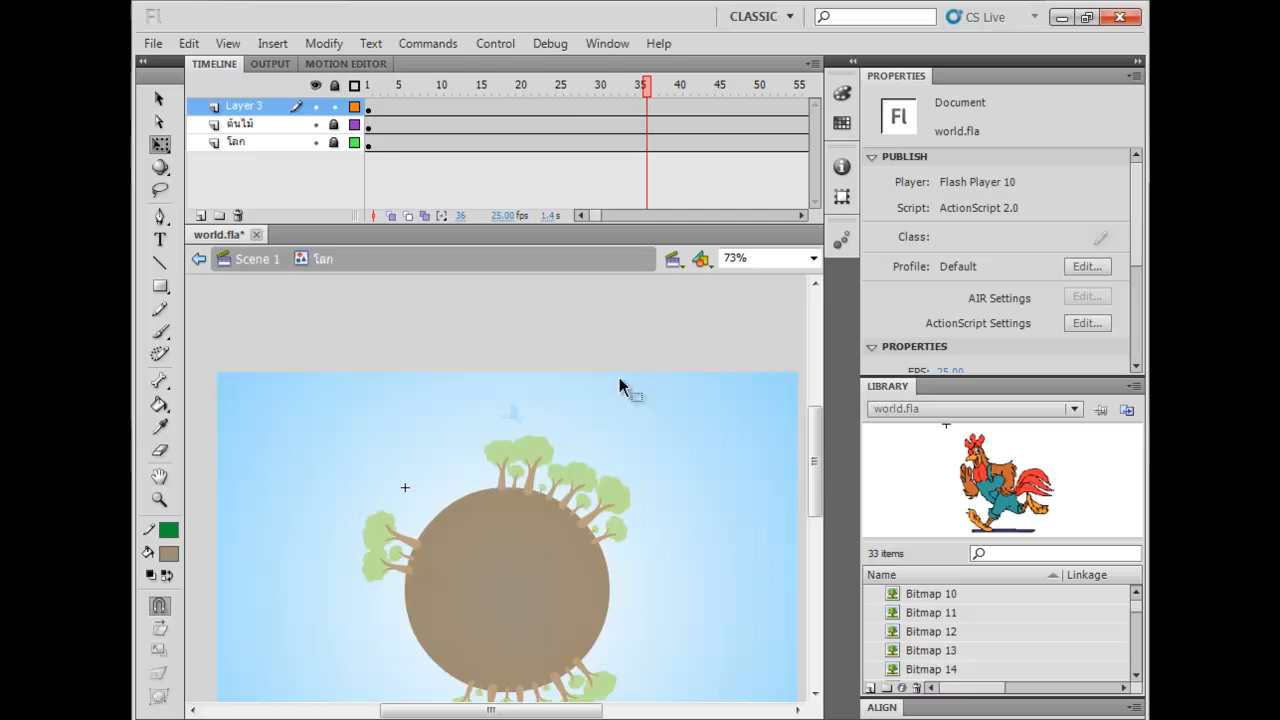 Fl
CLASSIC
CS Live
File Edit View Insert Modify Text Commands Control Debug Window Help
TIMELINE OUTPUT MOTION EDITOR
1 5 10 15 20 25 30 35 40 45 50 55
Layer 3
ต้นไม้
โลก
36 25.00 fps 1.4 s
world.fla*
Scene 1 โลก 73%
PROPERTIES
Fl
Document
world.fla
PUBLISH
Player: Flash Player 10
Script: ActionScript 2.0
Class:
Profile: Default Edit...
AIR Settings Edit...
ActionScript Settings Edit...
PROPERTIES
FPS: 25.00
LIBRARY
world.fla
33 items
Name Linkage
Bitmap 10
Bitmap 11
Bitmap 12
Bitmap 13
Bitmap 14
ALIGN